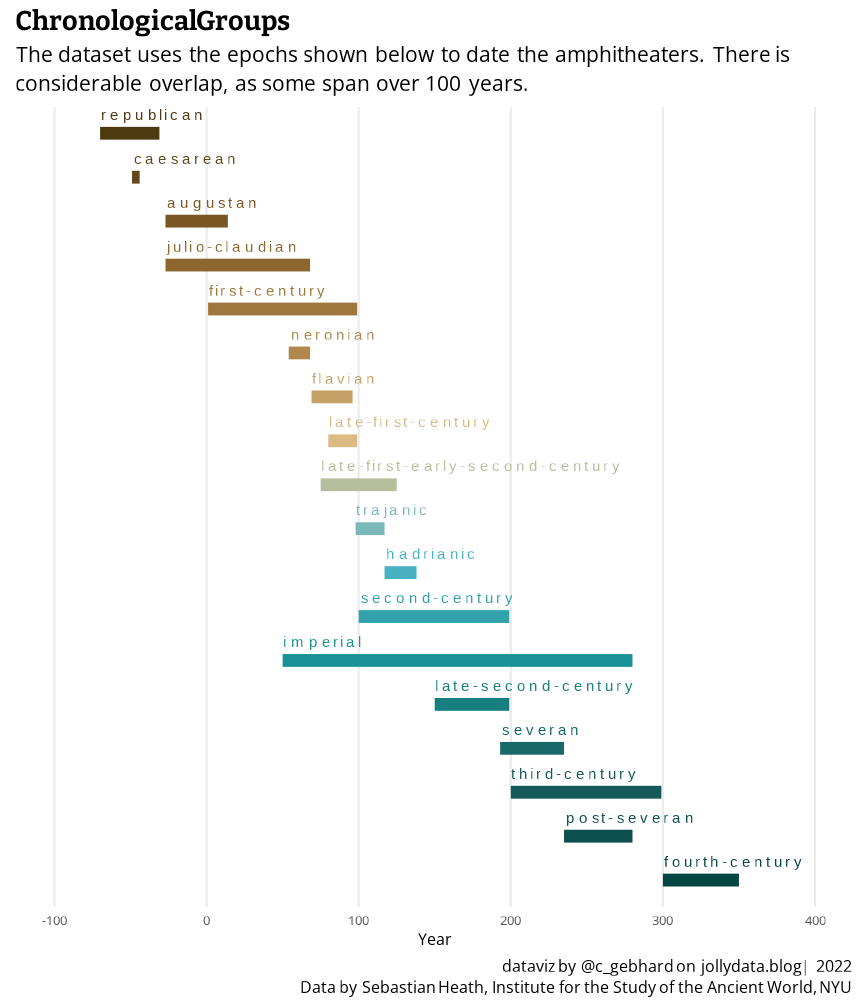 ChronologicalGroups
The dataset uses the epochs shown below to date the amphitheaters. There is
considerable overlap, as some span over 100 years.
republican
caesarean
augustan
julio-claudian
first-century
neronian
flavian
late-first-century
late-first-early-second-century
trajanic
hadrianic
second-century
imperial
late-second-century
severan
third-century
post-severan
fourth-century
-100 0 100 200 300 400
Year
dataviz by @c_gebhard on jollydata.blog| 2022
Data by Sebastian Heath, Institute for the Study of the Ancient World, NYU